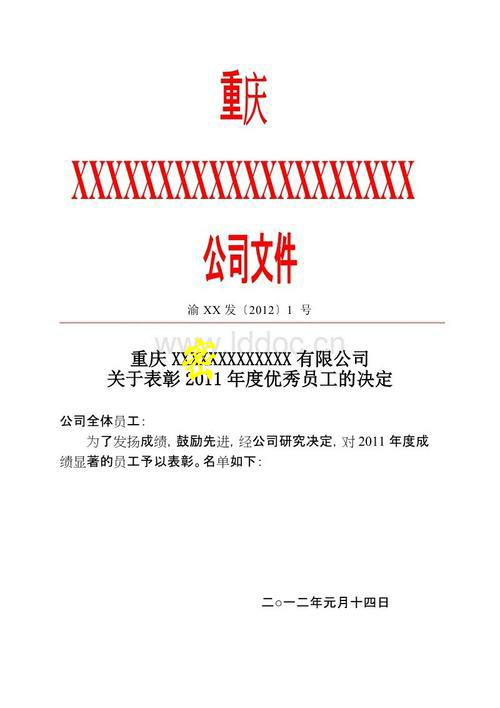 重庆
XXXXXXXXXXXXXXXXXXX
公司文件
渝 XX 发〔2012〕1 号
www.lddoc.cn
重庆 XXXXXXXXXXXXX 有限公司
关于表彰 2011 年度优秀员工的决定
公司全体员工：
为了发扬成绩，鼓励先进，经公司研究决定，对 2011 年度成
绩显著的员工予以表彰。名单如下：
二○一二年元月十四日